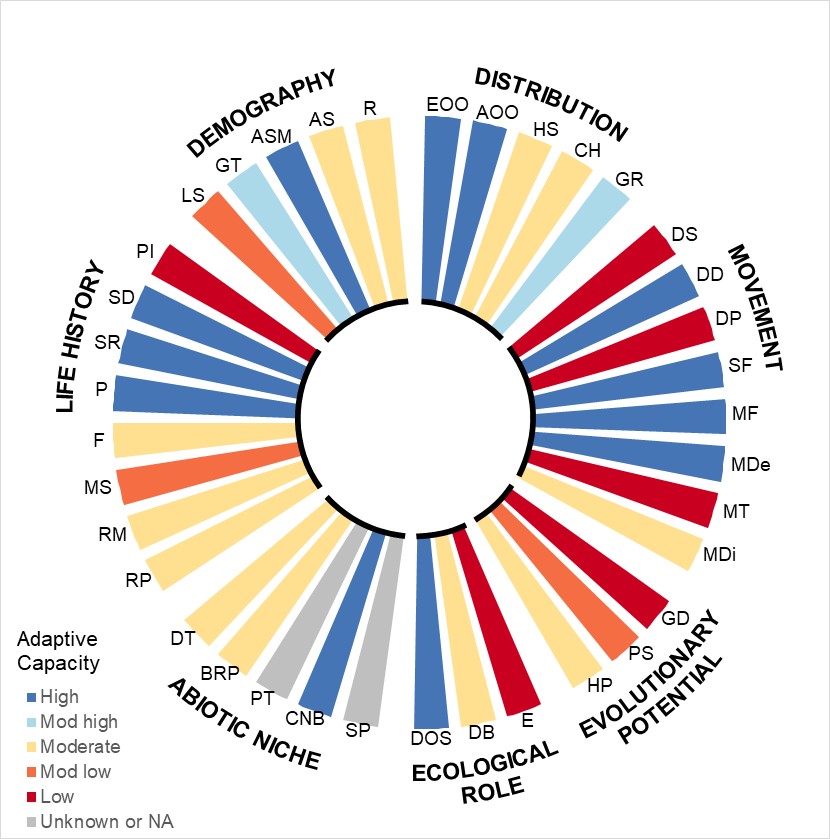 DISTRIBUTION
EOO
AOO
HS
CH
GR
MOVEMENT
DS
DD
DP
SF
MF
MDe
MT
MDi
EVOLUTIONARY
POTENTIAL
GD
PS
HP
ECOLOGICAL
ROLE
E
DB
DOS
ABIOTIC NICHE
SP
CNB
PT
BRP
DT
LIFE HISTORY
RP
RM
MS
F
P
SR
SD
PI
DEMOGRAPHY
LS
GT
ASM
AS
R
Adaptive
Capacity
High
Mod high
Moderate
Mod low
Low
Unknown or NA